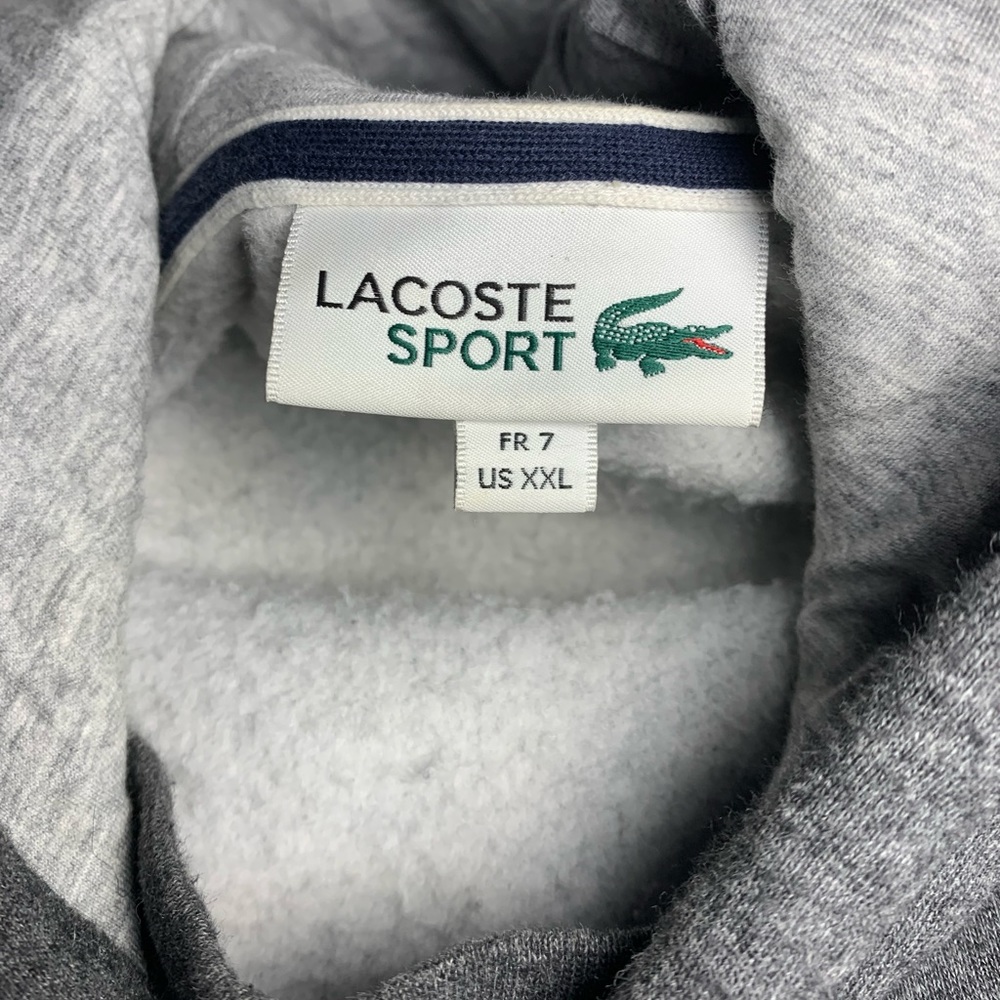 LACOSTE
SPORT
FR 7
US XXL